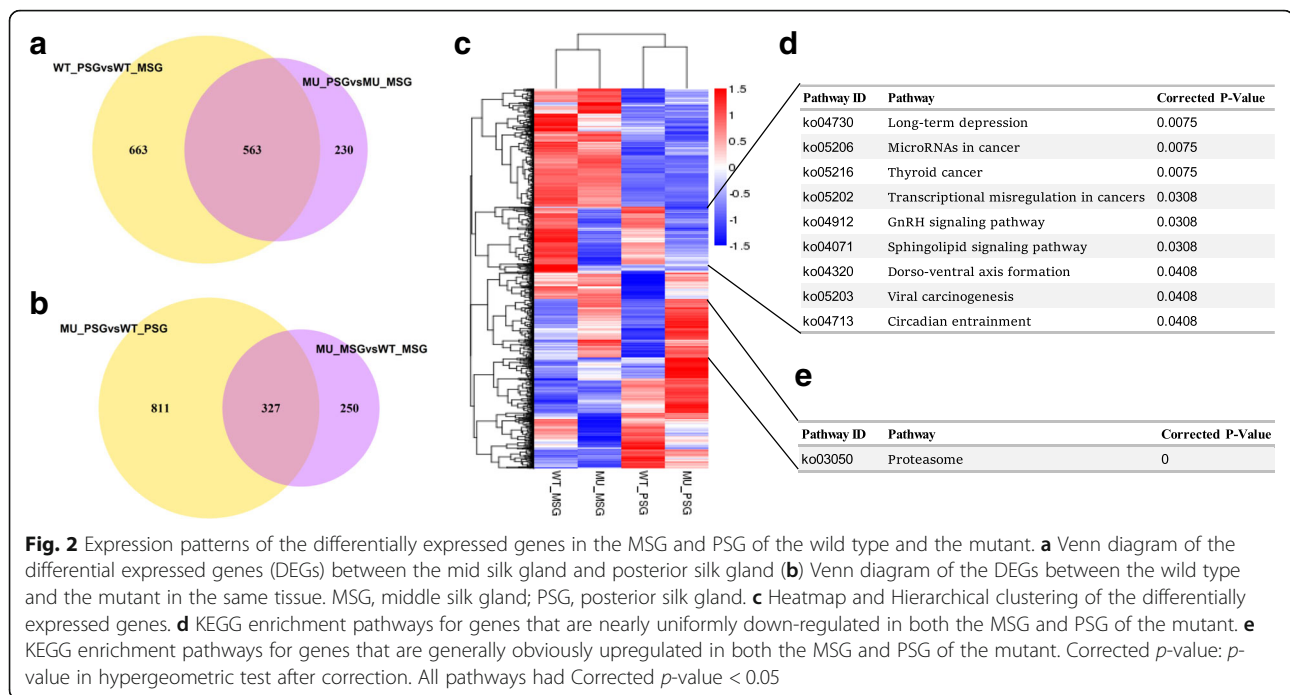 a
WT_PSGvsWT_MSG
MU_PSGvsMU_MSG
663
563
230
b
MU_PSGvsWT_PSG
MU_MSGvsWT_MSG
811
327
250
c
1.5
1
0.5
0
-0.5
-1
-1.5
WT_MSG
MU_MSG
WT_PSG
MU_PSG
d
Pathway ID Pathway Corrected P-Value
ko04730 Long-term depression 0.0075
ko05206 MicroRNAs in cancer 0.0075
ko05216 Thyroid cancer 0.0075
ko05202 Transcriptional misregulation in cancers 0.0308
ko04912 GnRH signaling pathway 0.0308
ko04071 Sphingolipid signaling pathway 0.0308
ko04320 Dorso-ventral axis formation 0.0408
ko05203 Viral carcinogenesis 0.0408
ko04713 Circadian entrainment 0.0408
e
Pathway ID Pathway Corrected P-Value
ko03050 Proteasome 0
Fig. 2 Expression patterns of the differentially expressed genes in the MSG and PSG of the wild type and the mutant. a Venn diagram of the
differential expressed genes (DEGs) between the mid silk gland and posterior silk gland (b) Venn diagram of the DEGs between the wild type
and the mutant in the same tissue. MSG, middle silk gland; PSG, posterior silk gland. c Heatmap and Hierarchical clustering of the differentially
expressed genes. d KEGG enrichment pathways for genes that are nearly uniformly down-regulated in both the MSG and PSG of the mutant. e
KEGG enrichment pathways for genes that are generally obviously upregulated in both the MSG and PSG of the mutant. Corrected p-value: p-
value in hypergeometric test after correction. All pathways had Corrected p-value < 0.05